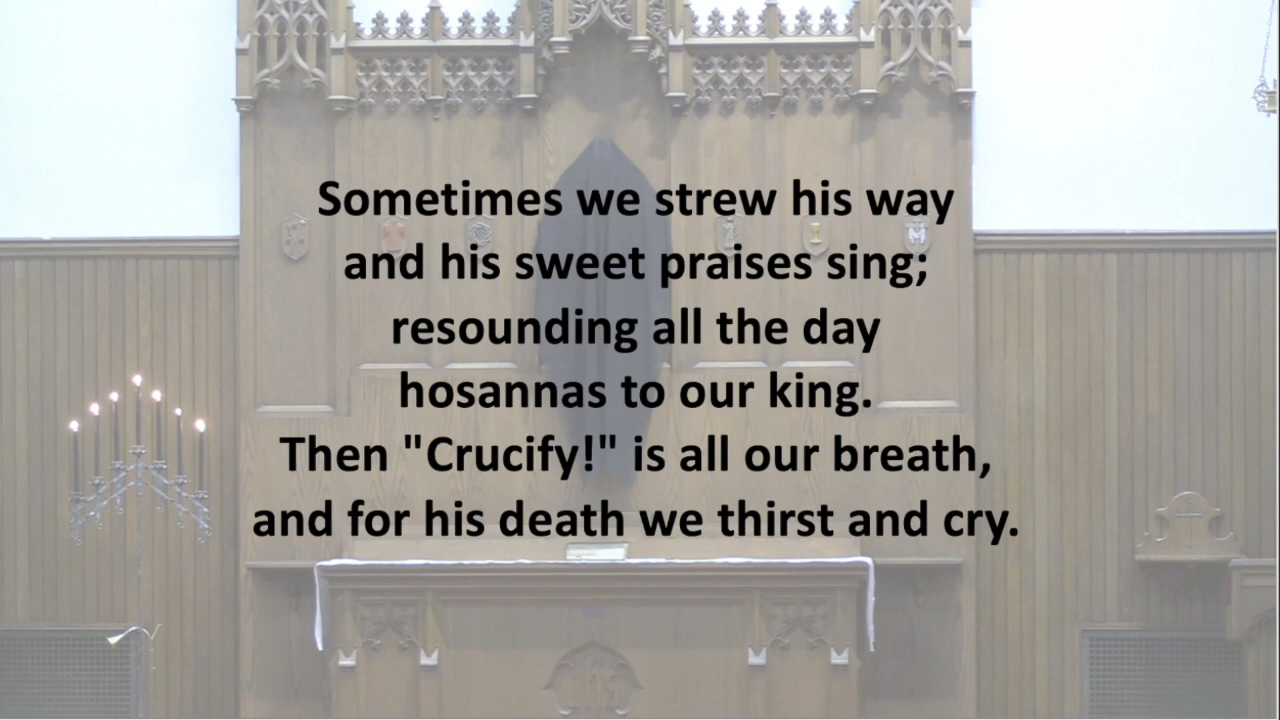 Sometimes we strew his way
and his sweet praises sing;
resounding all the day
hosannas to our king.
Then "Crucify!" is all our breath,
and for his death we thirst and cry.
IHS